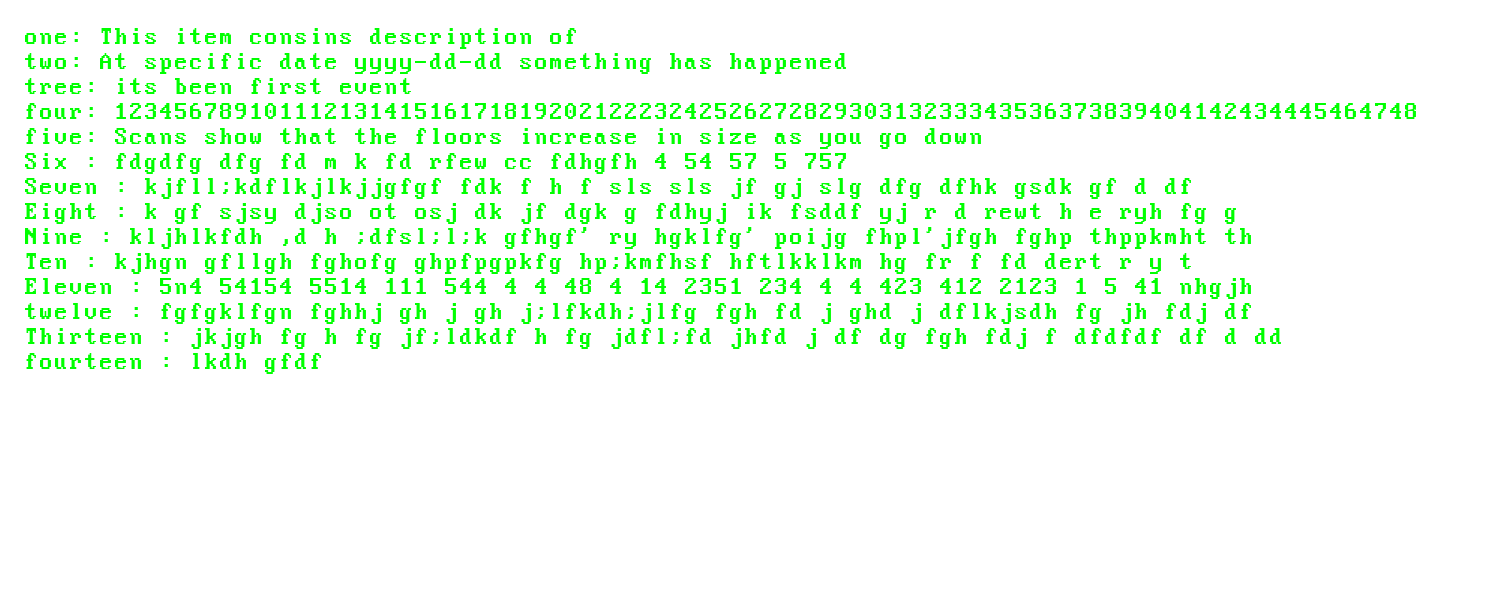 one: This item consins description of
two: At specific date yyyy-dd-dd something has happened
tree: its been first event
four: 123456789101112131415161718192021222324252627282930313233343536373839404142434445464748
five: Scans show that the floors increase in size as you go down
Six : fdgdfg dfg fd m k fd rfew cc fdhgfh 4 54 57 5 757
Seven : kjfll;kdflkjlkjjgfgf fdk f h f sls sls jf gj slg dfg dfhk gsdk gf d df
Eight : k gf sjsy djso ot osj dk jf dgk g fdhyj ik fsddf yj r d rewt h e ryh fg g
Nine : kljhlkfdh ,d h ;dfsl;l;k gfhgf' ry hgklfg' poijg fhpl'jfgh fghp thppkmht th
Ten : kjhgn gfllgh fghofg ghpfpgpkfg hp;kmfhsf hftlkklkm hg fr f fd dert r y t
Eleven : 5n4 54154 5514 111 544 4 4 48 4 14 2351 234 4 4 423 412 2123 1 5 41 nhgjh
twelve : fgfgklfgn fghhj gh j gh j;lfkdh;jlfg fgh fd j ghd j dflkjsdh fg jh fdj df
Thirteen : jkjgh fg h fg jf;ldkdf h fg jdfl;fd jhfd j df dg fgh fdj f dfdfdf df d dd
fourteen : lkdh gfdf